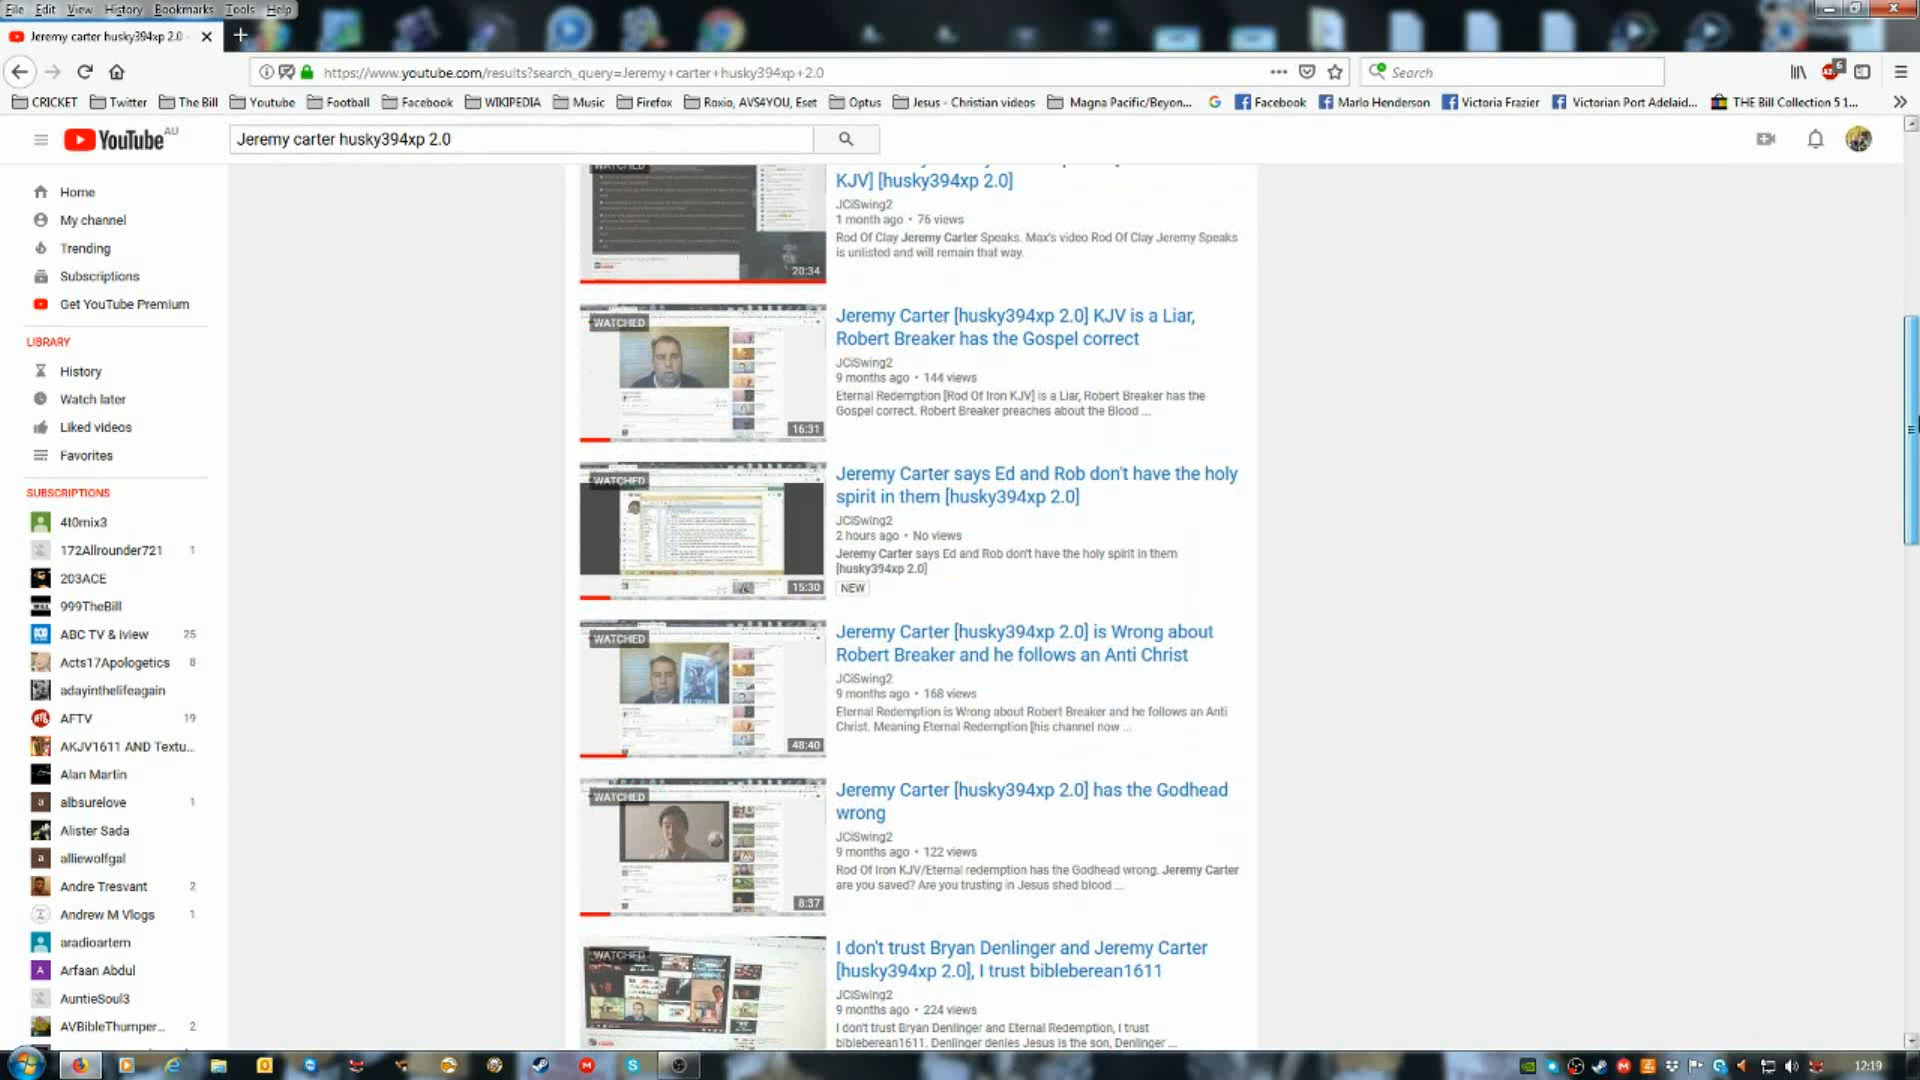 File Edit View History Bookmarks Tools Help
Jeremy carter husky394xp 2.0 -
https://www.youtube.com/results?search_query=Jeremy+carter+husky394xp+2.0
Search
6
CRICKET Twitter The Bill Youtube Football Facebook WIKIPEDIA Music Firefox Roxio, AVS4YOU, Eset Optus Jesus - Christian videos Magna Pacific/Beyon... Facebook Marlo Henderson Victoria Frazier Victorian Port Adelaid... THE Bill Collection 5 1...
YouTube AU
Jeremy carter husky394xp 2.0
Home
My channel
Trending
Subscriptions
Get YouTube Premium
LIBRARY
History
Watch later
Liked videos
Favorites
SUBSCRIPTIONS
4t0mix3
172Allrounder721 1
203ACE
999TheBill
ABC TV & iview 25
Acts17Apologetics 8
adayinthelifeagain
AFTV 19
AKJV1611 AND Textu...
Alan Martin
albsurelove 1
Alister Sada
alliewolfgal
Andre Tresvant 2
Andrew M Vlogs 1
aradioartem
Arfaan Abdul
AuntieSoul3
AVBibleThumper... 2
WATCHED
20:34
KJV] [husky394xp 2.0]
JCiSwing2
1 month ago • 76 views
Rod Of Clay Jeremy Carter Speaks. Max's video Rod Of Clay Jeremy Speaks
is unlisted and will remain that way.
WATCHED
16:31
Jeremy Carter [husky394xp 2.0] KJV is a Liar,
Robert Breaker has the Gospel correct
JCiSwing2
9 months ago • 144 views
Eternal Redemption [Rod Of Iron KJV] is a Liar, Robert Breaker has the
Gospel correct. Robert Breaker preaches about the Blood ...
WATCHED
15:30
Jeremy Carter says Ed and Rob don't have the holy
spirit in them [husky394xp 2.0]
JCiSwing2
2 hours ago • No views
Jeremy Carter says Ed and Rob don't have the holy spirit in them
[husky394xp 2.0]
NEW
WATCHED
48:40
Jeremy Carter [husky394xp 2.0] is Wrong about
Robert Breaker and he follows an Anti Christ
JCiSwing2
9 months ago • 168 views
Eternal Redemption is Wrong about Robert Breaker and he follows an Anti
Christ. Meaning Eternal Redemption [his channel now ...
WATCHED
8:37
Jeremy Carter [husky394xp 2.0] has the Godhead
wrong
JCiSwing2
9 months ago • 122 views
Rod Of Iron KJV/Eternal redemption has the Godhead wrong. Jeremy Carter
are you saved? Are you trusting in Jesus shed blood ...
WATCHED
I don't trust Bryan Denlinger and Jeremy Carter
[husky394xp 2.0], I trust bibleberean1611
JCiSwing2
9 months ago • 224 views
I don't trust Bryan Denlinger and Eternal Redemption, I trust
bibleberean1611. Denlinger denies Jesus is the son, Denlinger ...
12:19